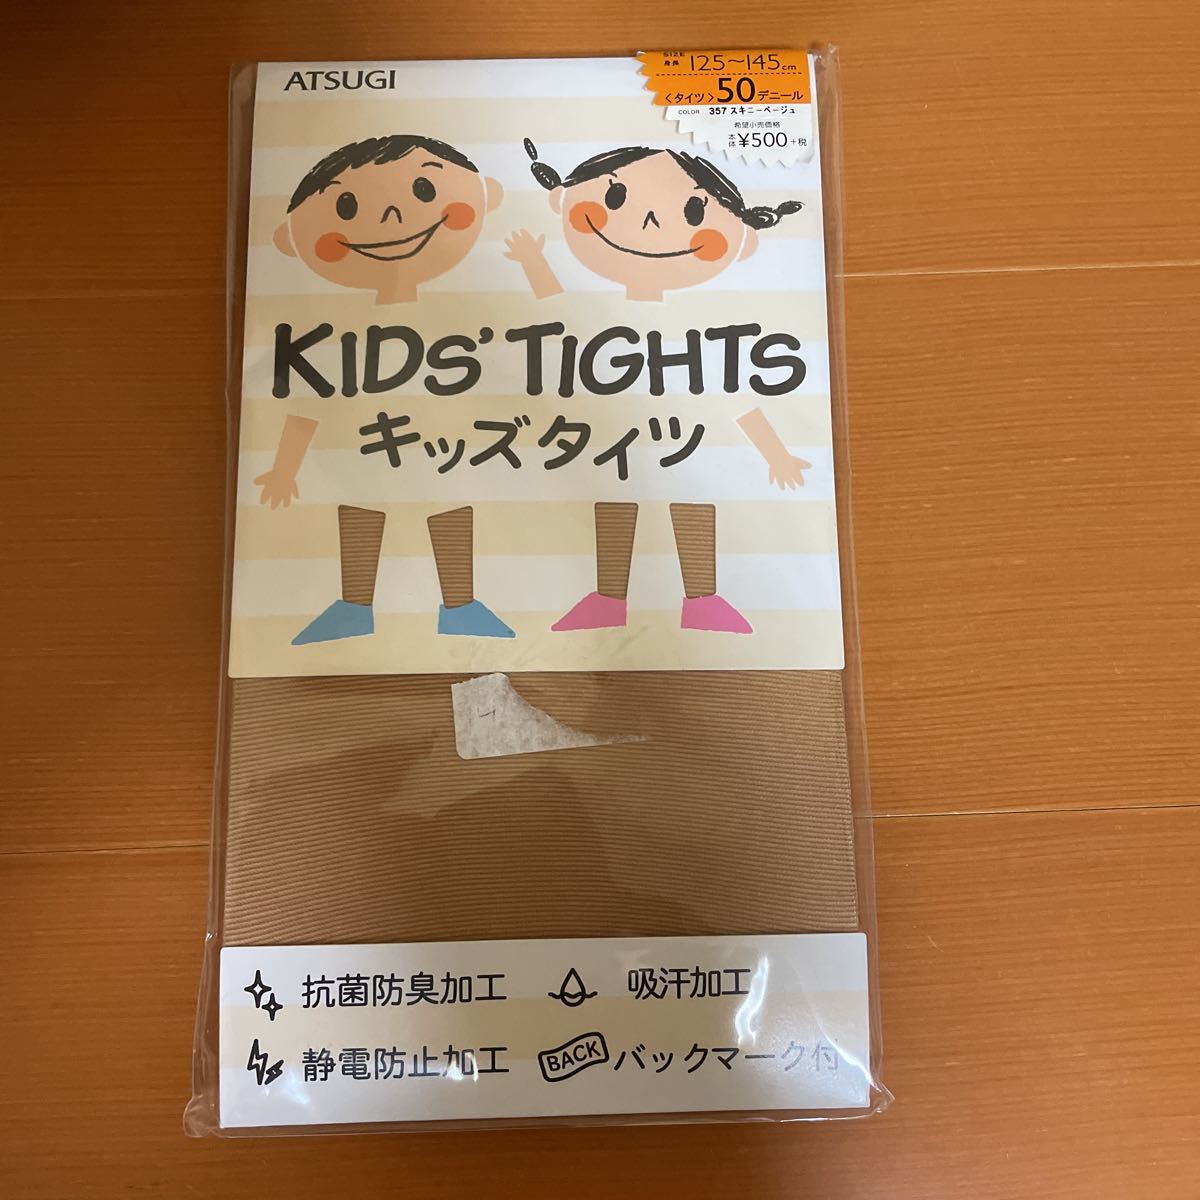 ATSUGI
SIZE
身長 125~145cm
<タイツ>50デニール
COLOR 357 スキニーベージュ
希望小売価格
本体 ¥500+税
KIDS' TIGHTS
キッズタイツ
抗菌防臭加工
吸汗加工
静電防止加工
BACK バックマーク付